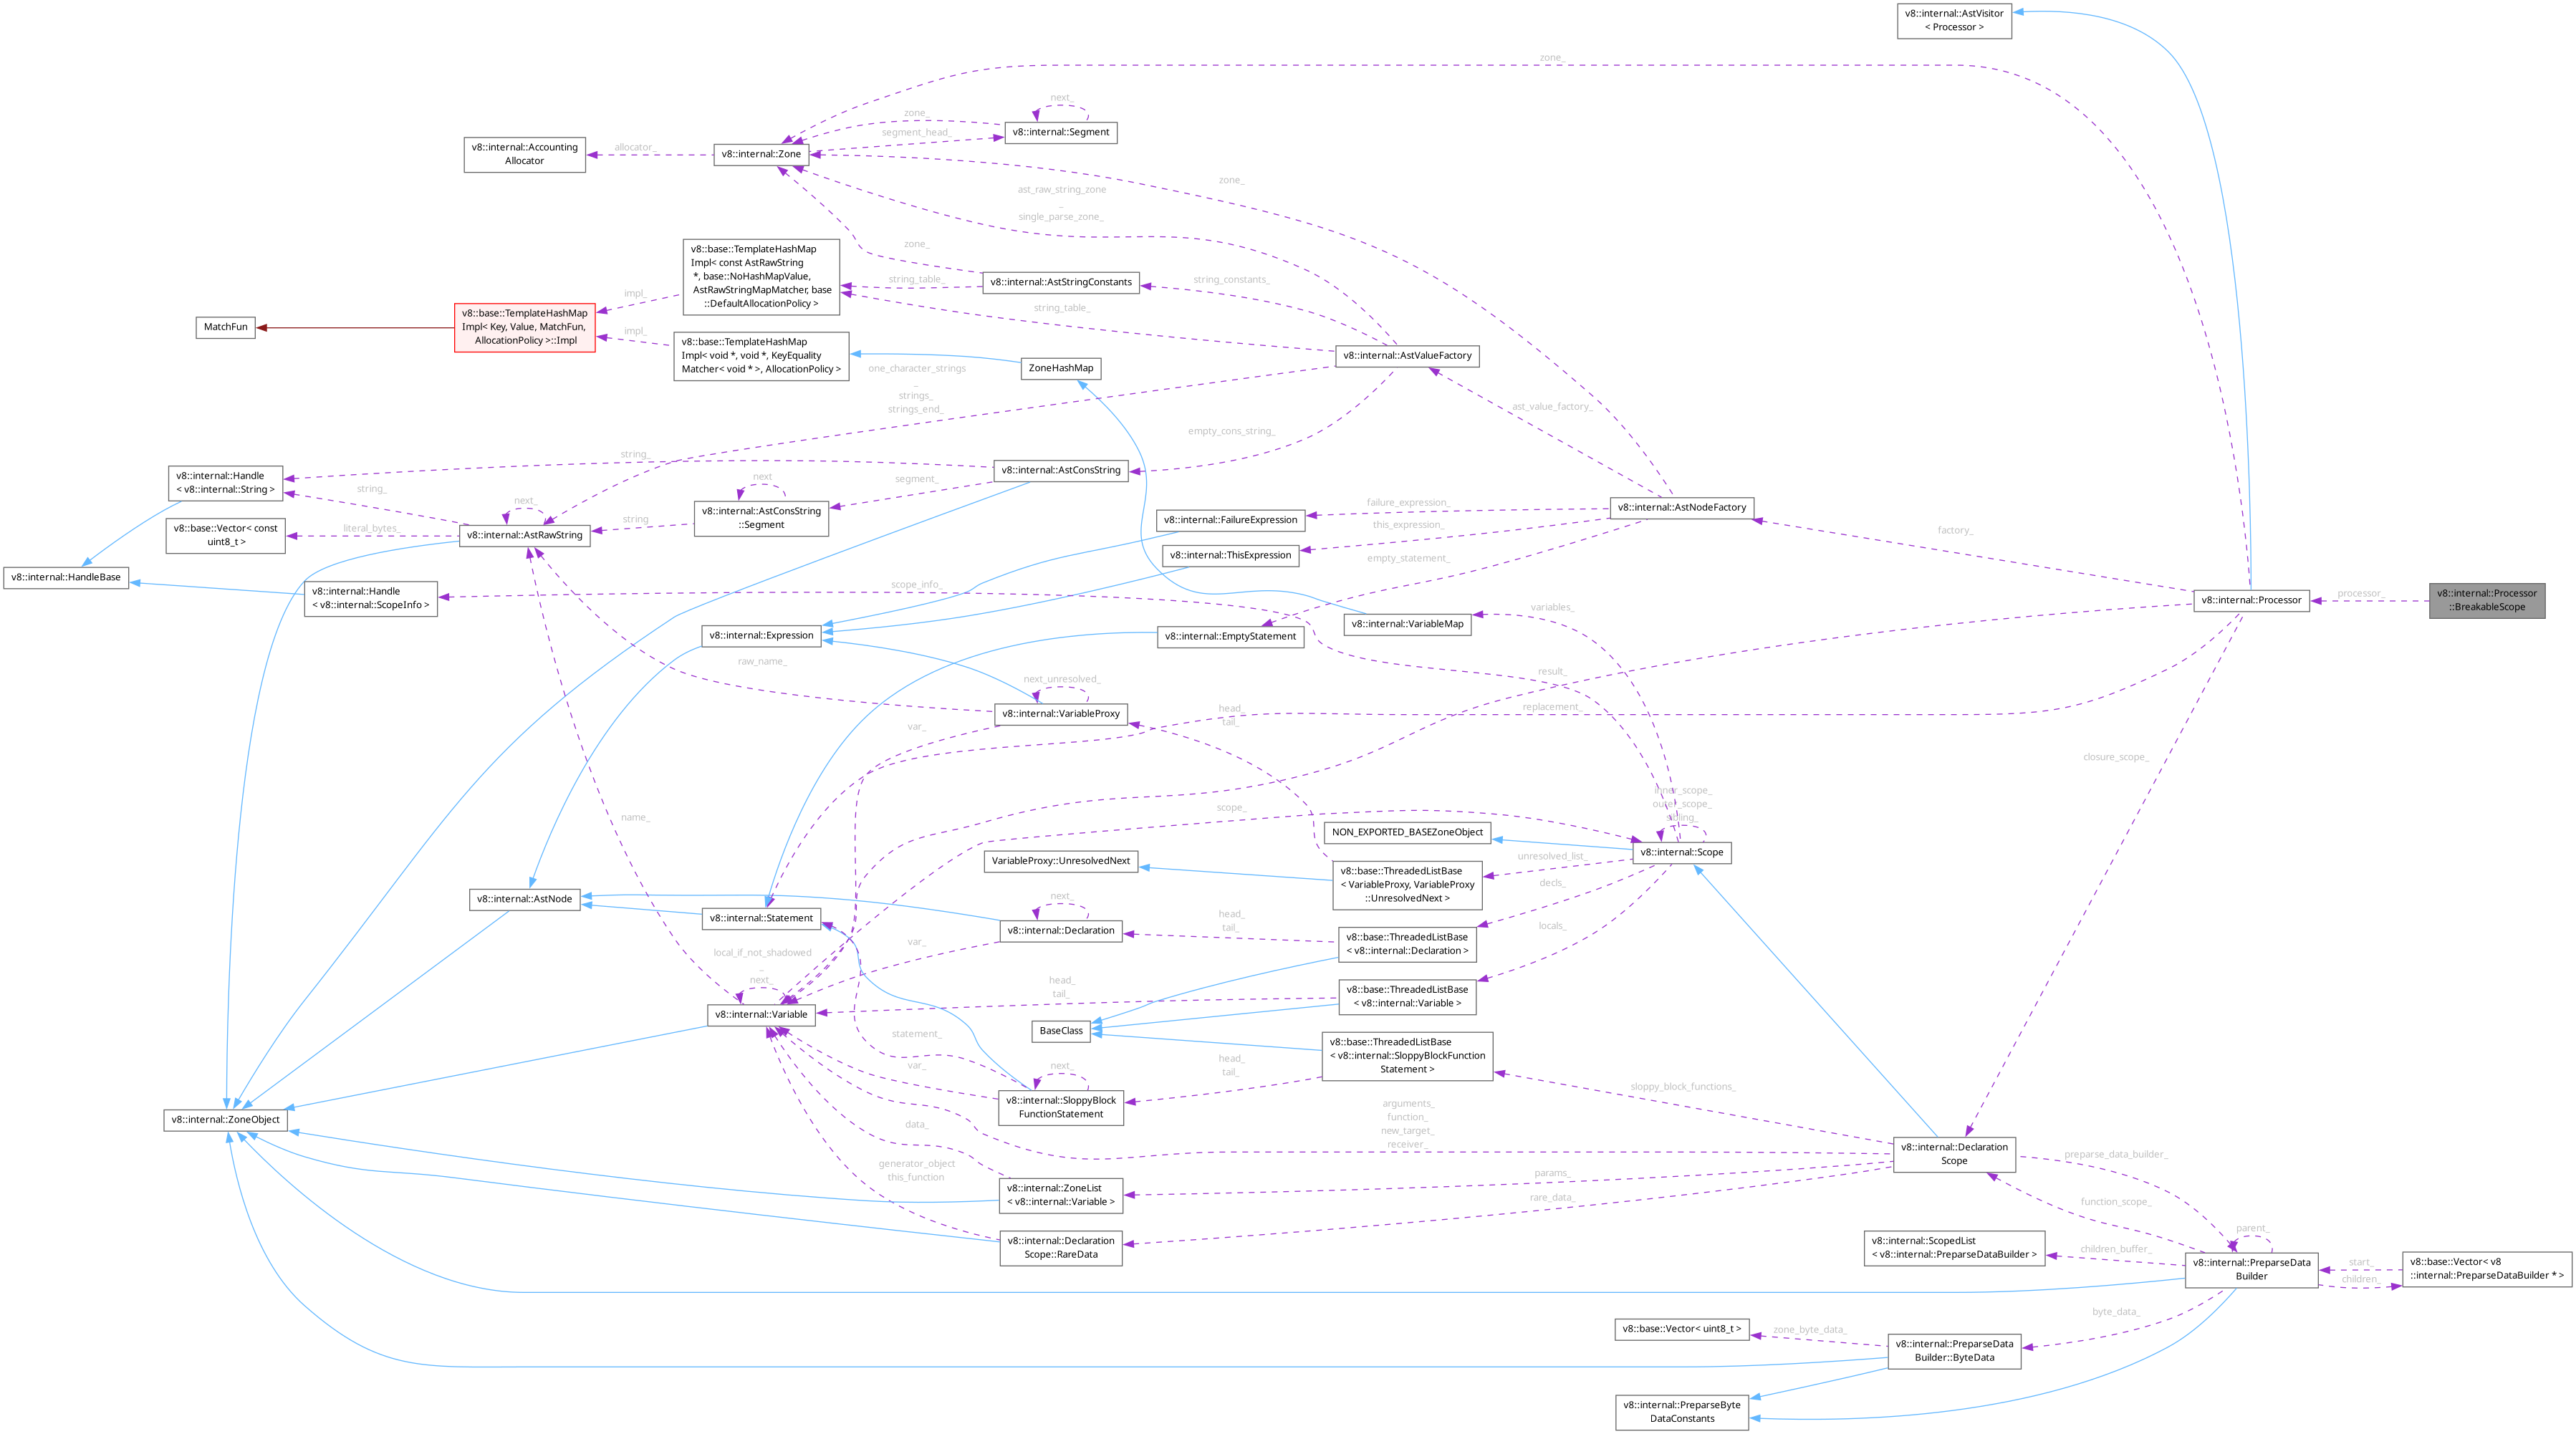 v8::internal::AstVisitor
< Processor >
zone_
next_
zone_
v8::internal::Segment
segment_head_
v8::internal::Accounting
Allocator
allocator_
v8::internal::Zone
ast_raw_string_zone
_
single_parse_zone_
zone_
v8::base::TemplateHashMap
Impl< const AstRawString
*, base::NoHashMapValue,
AstRawStringMapMatcher, base
::DefaultAllocationPolicy >
zone_
string_table_
v8::internal::AstStringConstants
string_constants_
impl_
string_table_
MatchFun
v8::base::TemplateHashMap
Impl< Key, Value, MatchFun,
AllocationPolicy >::Impl
impl_
v8::base::TemplateHashMap
Impl< void *, void *, KeyEquality
Matcher< void * >, AllocationPolicy >
ZoneHashMap
v8::internal::AstValueFactory
one_character_strings
_
strings_
strings_end_
ast_value_factory_
empty_cons_string_
v8::internal::Handle
< v8::internal::String >
string_
v8::internal::AstConsString
string_
next_
next
segment_
v8::base::Vector< const
uint8_t >
literal_bytes_
v8::internal::AstRawString
string
v8::internal::AstConsString
::Segment
v8::internal::FailureExpression
failure_expression_
v8::internal::AstNodeFactory
this_expression_
v8::internal::ThisExpression
empty_statement_
factory_
v8::internal::HandleBase
v8::internal::Handle
< v8::internal::ScopeInfo >
scope_info_
v8::internal::Processor
processor_
v8::internal::Processor
::BreakableScope
variables_
v8::internal::VariableMap
v8::internal::Expression
v8::internal::EmptyStatement
raw_name_
next_unresolved_
result_
v8::internal::VariableProxy
head_
tail_
replacement_
var_
closure_scope_
name_
scope_
inner_scope_
outer_scope_
sibling_
NON_EXPORTED_BASEZoneObject
v8::internal::Scope
VariableProxy::UnresolvedNext
unresolved_list_
v8::base::ThreadedListBase
< VariableProxy, VariableProxy
::UnresolvedNext >
decls_
v8::internal::AstNode
v8::internal::Statement
next_
v8::internal::Declaration
head_
tail_
v8::base::ThreadedListBase
< v8::internal::Declaration >
locals_
var_
local_if_not_shadowed
_
next_
v8::internal::Variable
head_
tail_
v8::base::ThreadedListBase
< v8::internal::Variable >
BaseClass
statement_
var_
next_
v8::internal::SloppyBlock
FunctionStatement
head_
tail_
v8::base::ThreadedListBase
< v8::internal::SloppyBlockFunction
Statement >
sloppy_block_functions_
v8::internal::ZoneObject
data_
arguments_
function_
new_target_
receiver_
v8::internal::Declaration
Scope
preparse_data_builder_
generator_object
this_function
v8::internal::ZoneList
< v8::internal::Variable >
params_
rare_data_
function_scope_
v8::internal::Declaration
Scope::RareData
v8::internal::ScopedList
< v8::internal::PreparseDataBuilder >
children_buffer_
parent_
v8::internal::PreparseData
Builder
start_
children_
v8::base::Vector< v8
::internal::PreparseDataBuilder * >
byte_data_
v8::base::Vector< uint8_t >
zone_byte_data_
v8::internal::PreparseData
Builder::ByteData
v8::internal::PreparseByte
DataConstants